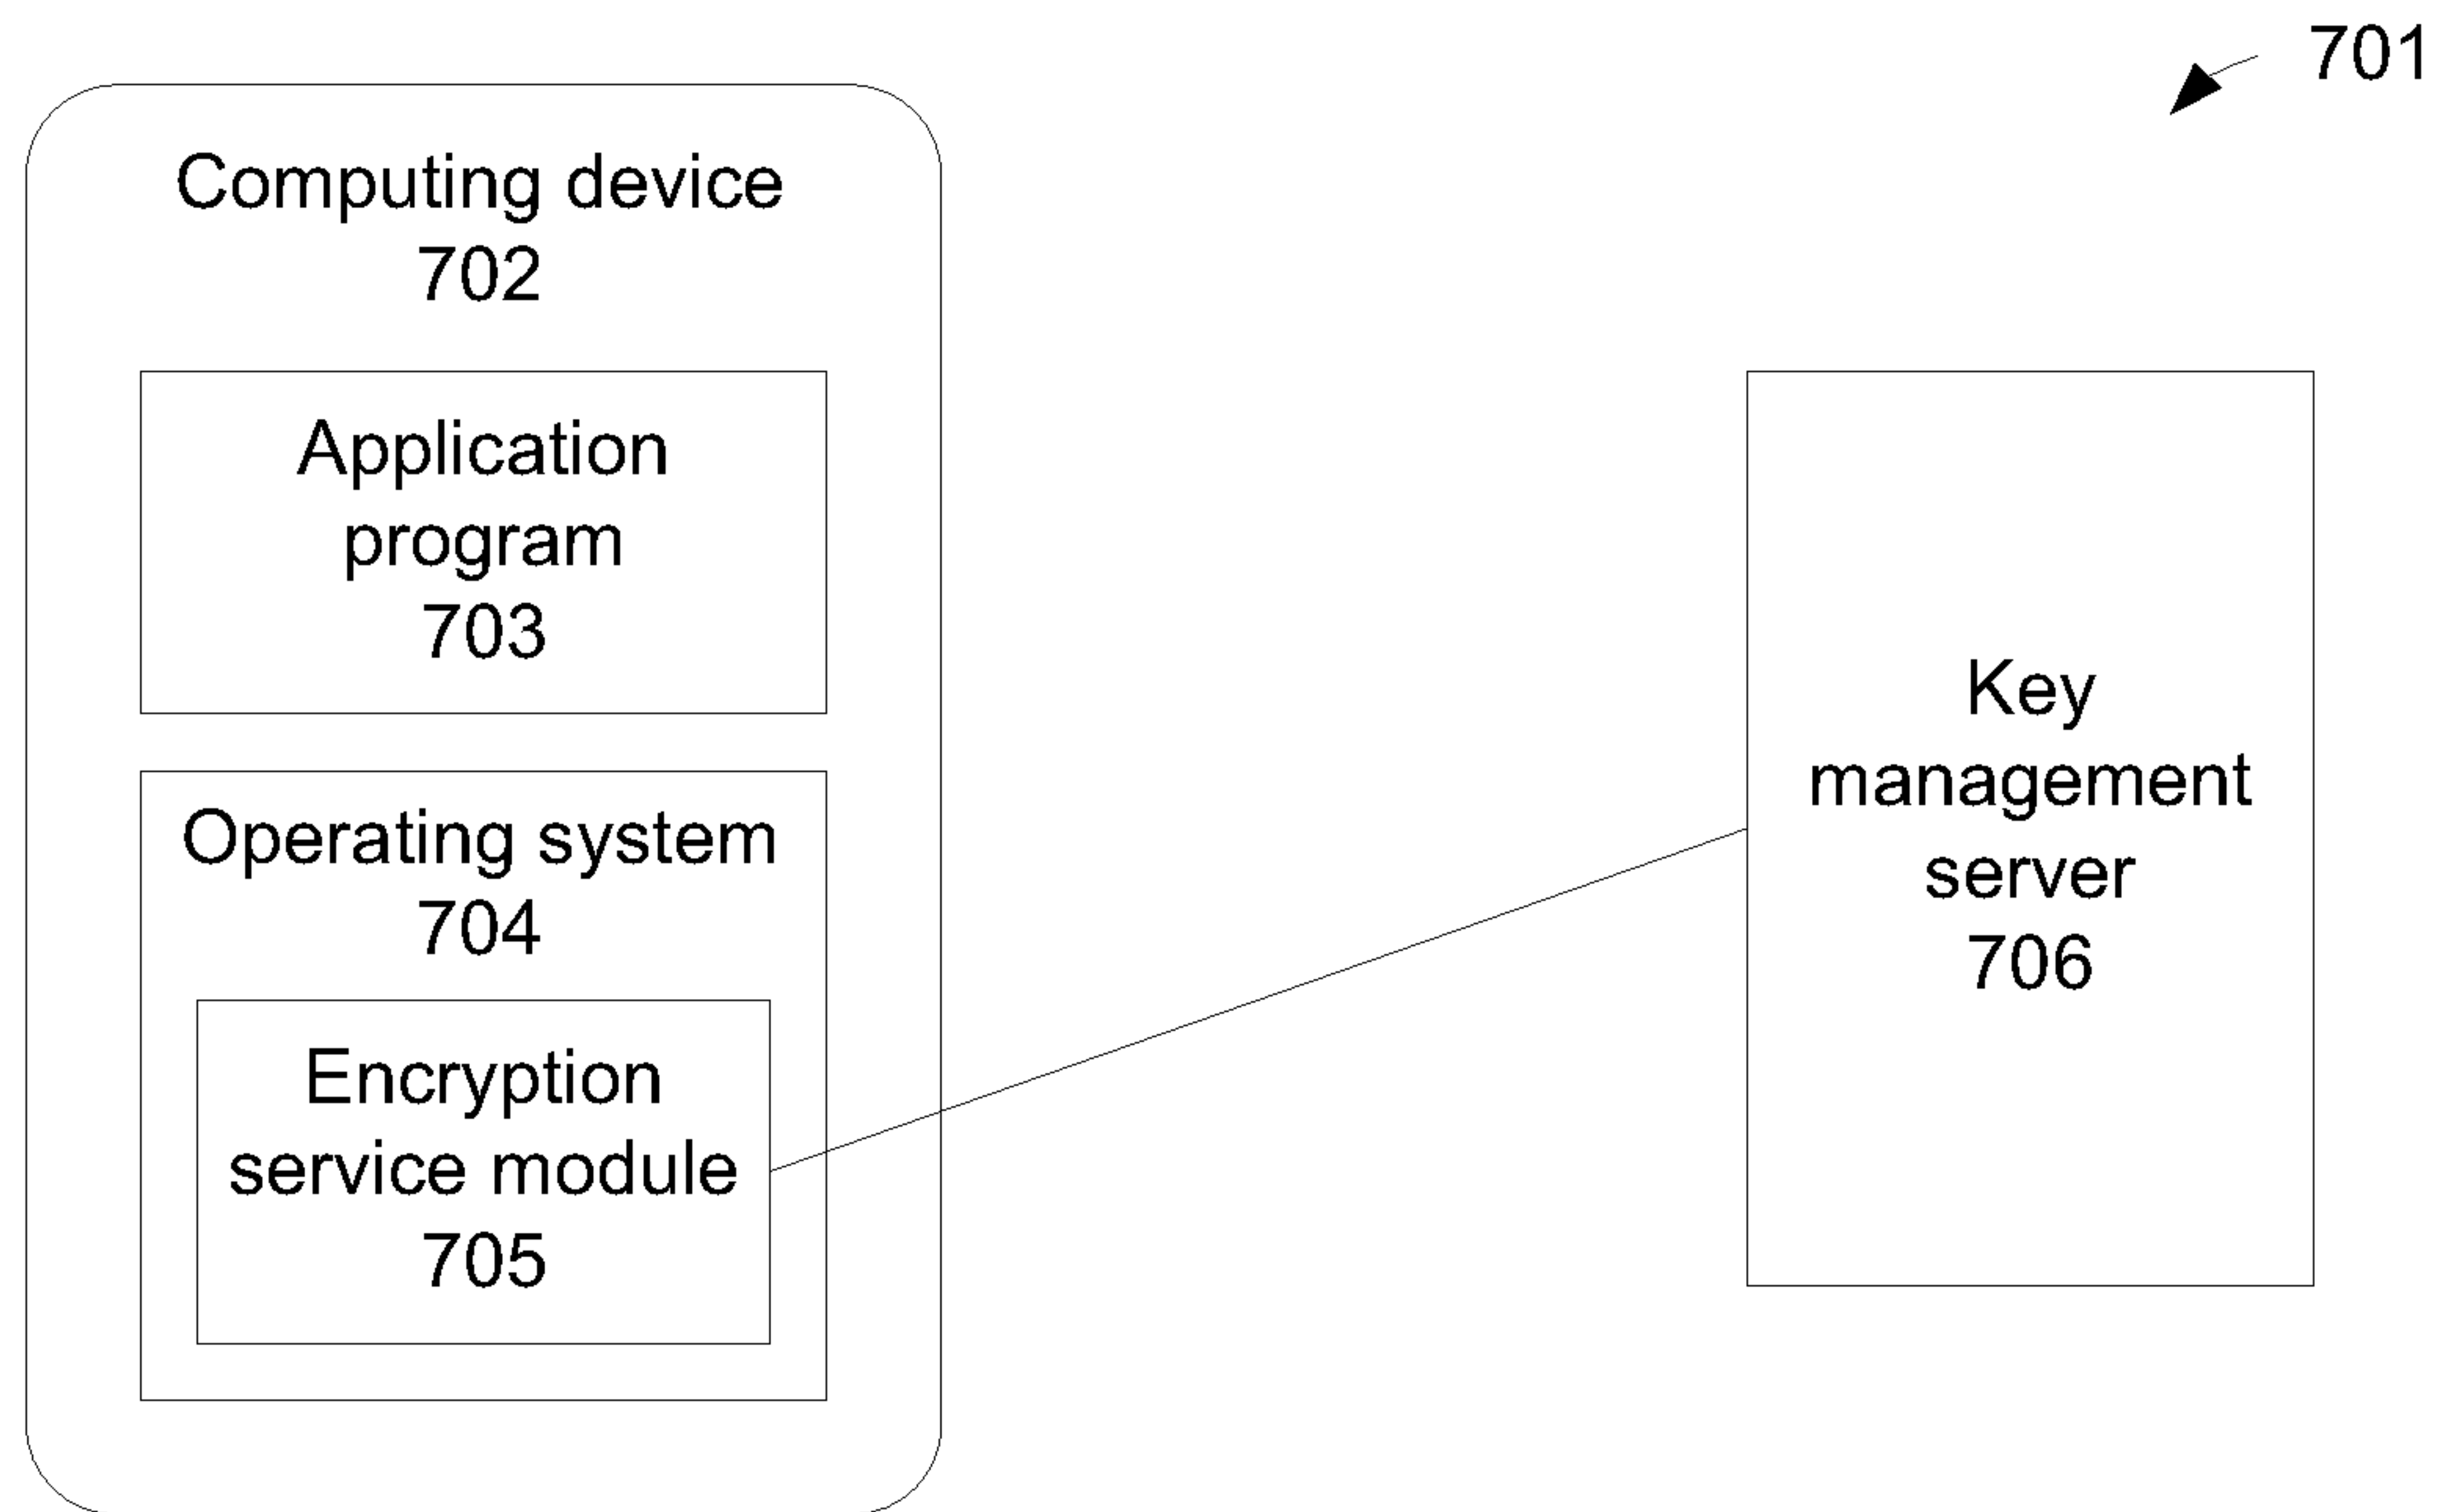 701
Computing device
702
Application
program
703
Operating system
704
Encryption
service module
705
Key
management
server
706